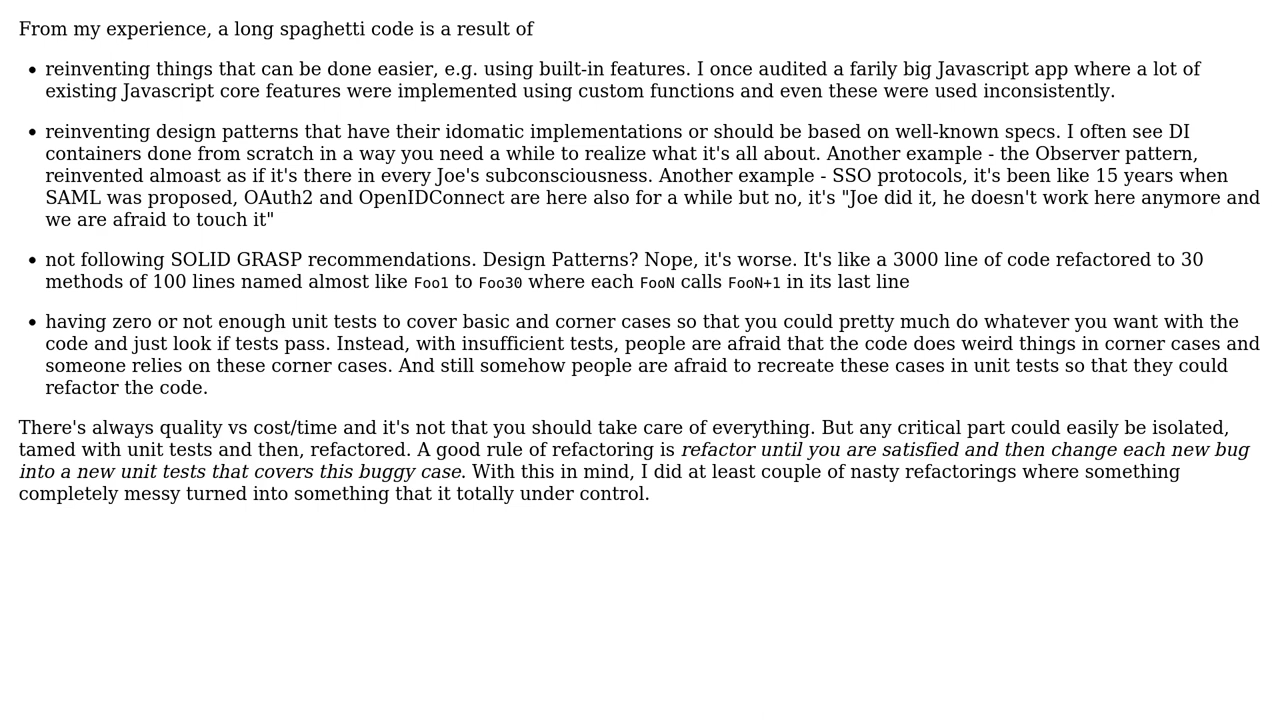 From my experience, a long spaghetti code is a result of
• reinventing things that can be done easier, e.g. using built-in features. I once audited a farily big Javascript app where a lot of
existing Javascript core features were implemented using custom functions and even these were used inconsistently.
• reinventing design patterns that have their idomatic implementations or should be based on well-known specs. I often see DI
containers done from scratch in a way you need a while to realize what it's all about. Another example - the Observer pattern,
reinvented almoast as if it's there in every Joe's subconsciousness. Another example - SSO protocols, it's been like 15 years when
SAML was proposed, OAuth2 and OpenIDConnect are here also for a while but no, it's "Joe did it, he doesn't work here anymore and
we are afraid to touch it"
• not following SOLID GRASP recommendations. Design Patterns? Nope, it's worse. It's like a 3000 line of code refactored to 30
methods of 100 lines named almost like Foo1 to Foo30 where each FooN calls FooN+1 in its last line
• having zero or not enough unit tests to cover basic and corner cases so that you could pretty much do whatever you want with the
code and just look if tests pass. Instead, with insufficient tests, people are afraid that the code does weird things in corner cases and
someone relies on these corner cases. And still somehow people are afraid to recreate these cases in unit tests so that they could
refactor the code.
There's always quality vs cost/time and it's not that you should take care of everything. But any critical part could easily be isolated,
tamed with unit tests and then, refactored. A good rule of refactoring is refactor until you are satisfied and then change each new bug
into a new unit tests that covers this buggy case. With this in mind, I did at least couple of nasty refactorings where something
completely messy turned into something that it totally under control.